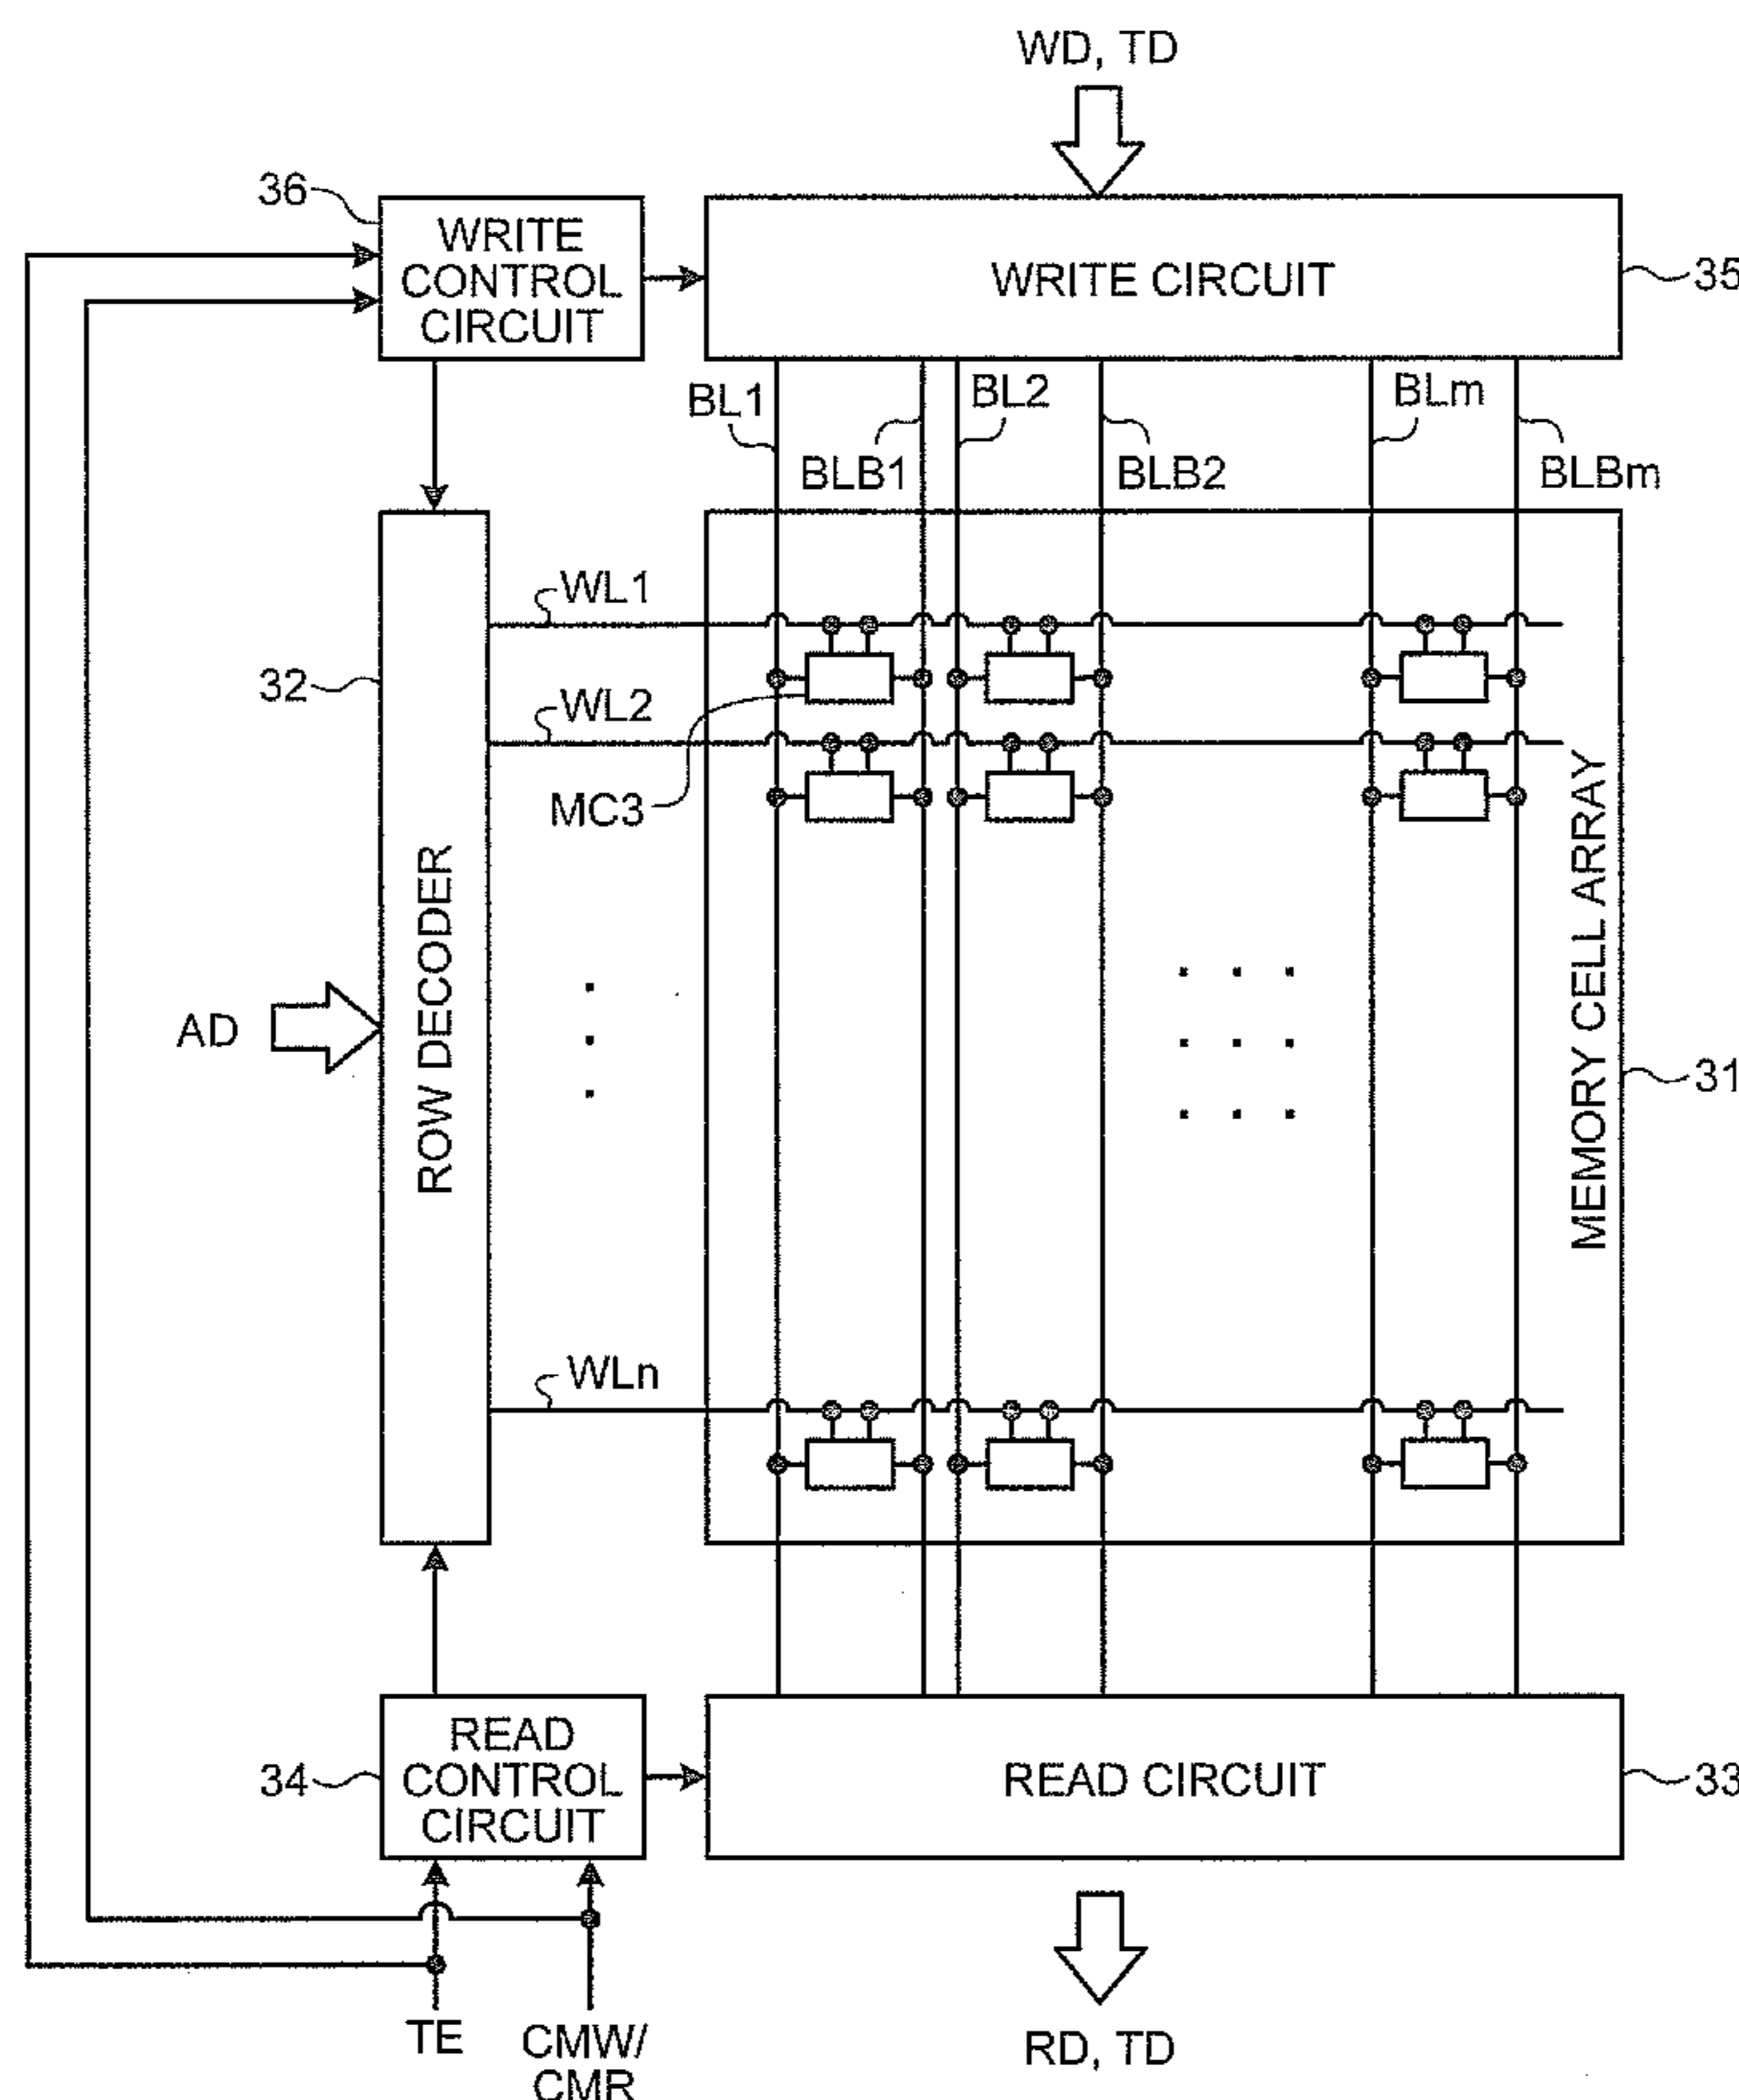 WD, TD
36
WRITE
CONTROL
CIRCUIT
WRITE CIRCUIT
35
BL1
BLB1
BL2
BLB2
BLm
BLBm
WL1
32
WL2
MC3
ROW DECODER
AD
MEMORY CELL ARRAY
31
WLn
34
READ
CONTROL
CIRCUIT
READ CIRCUIT
33
TE
CMW/
CMR
RD, TD